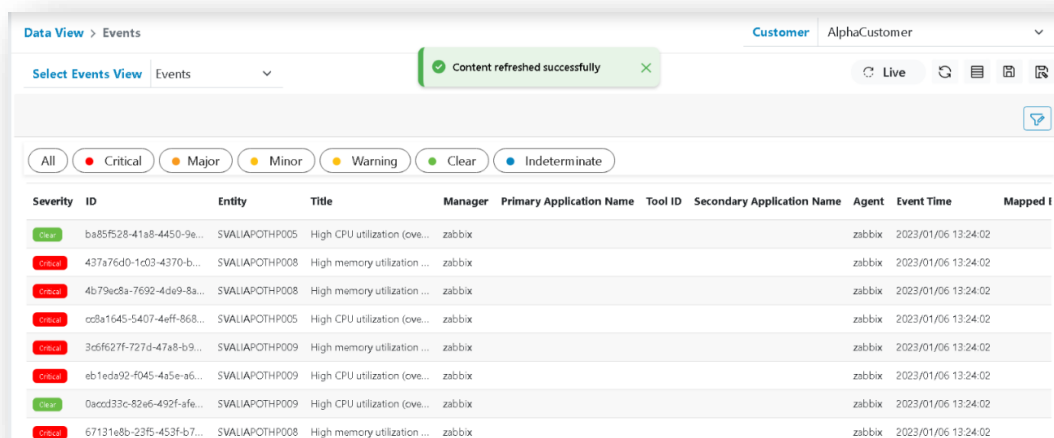 Data View > Events
Customer AlphaCustomer
Select Events View Events
Content refreshed successfully
Live
All Critical Major Minor Warning Clear Indeterminate
Severity ID Entity Title Manager Primary Application Name Tool ID Secondary Application Name Agent Event Time Mapped E
Clear ba85f528-41a8-4450-9e... SVALIAPOTHP005 High CPU utilization (ove... zabbix zabbix 2023/01/06 13:24:02
Critical 437a76d0-1c03-4370-b... SVALIAPOTHP008 High memory utilization ... zabbix zabbix 2023/01/06 13:24:02
Critical 4b79ec8a-7692-4de9-8a... SVALIAPOTHP008 High memory utilization ... zabbix zabbix 2023/01/06 13:24:02
Critical cc8a1645-5407-4eff-868... SVALIAPOTHP005 High CPU utilization (ove... zabbix zabbix 2023/01/06 13:24:02
Critical 3c6f627f-727d-47a8-b9... SVALIAPOTHP009 High memory utilization ... zabbix zabbix 2023/01/06 13:24:02
Critical eb1eda92-f045-4a5e-a6... SVALIAPOTHP009 High CPU utilization (ove... zabbix zabbix 2023/01/06 13:24:02
Clear 0accd33c-82e6-492f-afe... SVALIAPOTHP009 High CPU utilization (ove... zabbix zabbix 2023/01/06 13:24:02
Critical 67131e8b-23f5-453f-b7... SVALIAPOTHP008 High memory utilization ... zabbix zabbix 2023/01/06 13:24:02